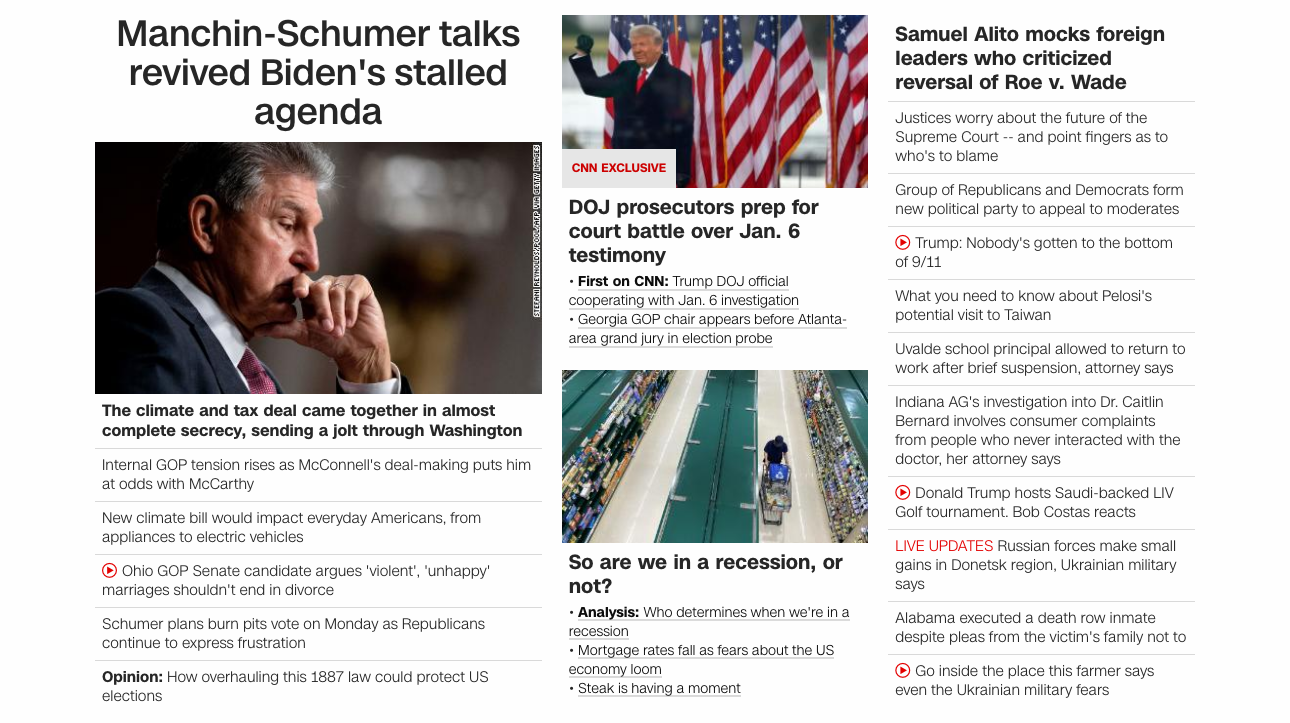 Manchin-Schumer talks
revived Biden's stalled
agenda
STEFANI REYNOLDS/POOL/AFP VIA GETTY IMAGES
The climate and tax deal came together in almost
complete secrecy, sending a jolt through Washington
Internal GOP tension rises as McConnell's deal-making puts him
at odds with McCarthy
New climate bill would impact everyday Americans, from
appliances to electric vehicles
Ohio GOP Senate candidate argues 'violent', 'unhappy'
marriages shouldn't end in divorce
Schumer plans burn pits vote on Monday as Republicans
continue to express frustration
Opinion: How overhauling this 1887 law could protect US
elections
CNN EXCLUSIVE
DOJ prosecutors prep for
court battle over Jan. 6
testimony
• First on CNN: Trump DOJ official
cooperating with Jan. 6 investigation
• Georgia GOP chair appears before Atlanta-
area grand jury in election probe
So are we in a recession, or
not?
• Analysis: Who determines when we're in a
recession
• Mortgage rates fall as fears about the US
economy loom
• Steak is having a moment
Samuel Alito mocks foreign
leaders who criticized
reversal of Roe v. Wade
Justices worry about the future of the
Supreme Court -- and point fingers as to
who's to blame
Group of Republicans and Democrats form
new political party to appeal to moderates
Trump: Nobody's gotten to the bottom
of 9/11
What you need to know about Pelosi's
potential visit to Taiwan
Uvalde school principal allowed to return to
work after brief suspension, attorney says
Indiana AG's investigation into Dr. Caitlin
Bernard involves consumer complaints
from people who never interacted with the
doctor, her attorney says
Donald Trump hosts Saudi-backed LIV
Golf tournament. Bob Costas reacts
LIVE UPDATES Russian forces make small
gains in Donetsk region, Ukrainian military
says
Alabama executed a death row inmate
despite pleas from the victim's family not to
Go inside the place this farmer says
even the Ukrainian military fears